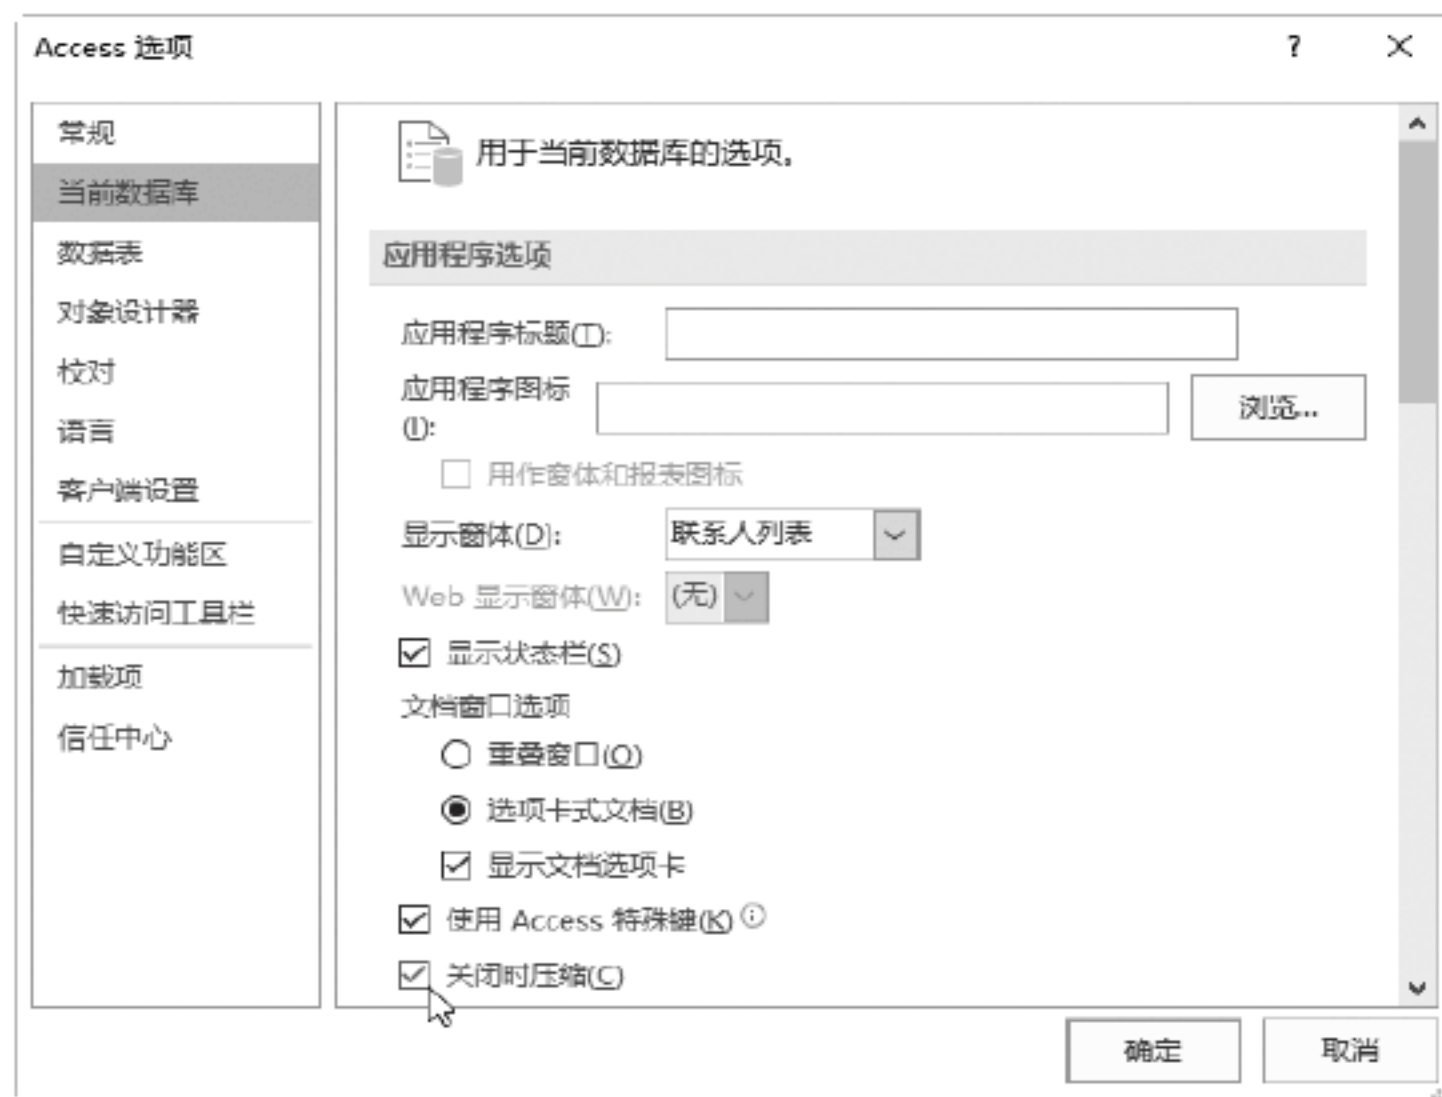 Access 选项
?
常规
当前数据库
数据表
对象设计器
校对
语言
客户端设置
自定义功能区
快速访问工具栏
加载项
信任中心
用于当前数据库的选项。
应用程序选项
应用程序标题(T):
应用程序图标
(I):
浏览...
用作窗体和报表图标
显示窗体(D): 联系人列表
Web 显示窗体(W): (无)
显示状态栏(S)
文档窗口选项
重叠窗口(O)
选项卡式文档(B)
显示文档选项卡
使用 Access 特殊键(K)
关闭时压缩(C)
确定 取消